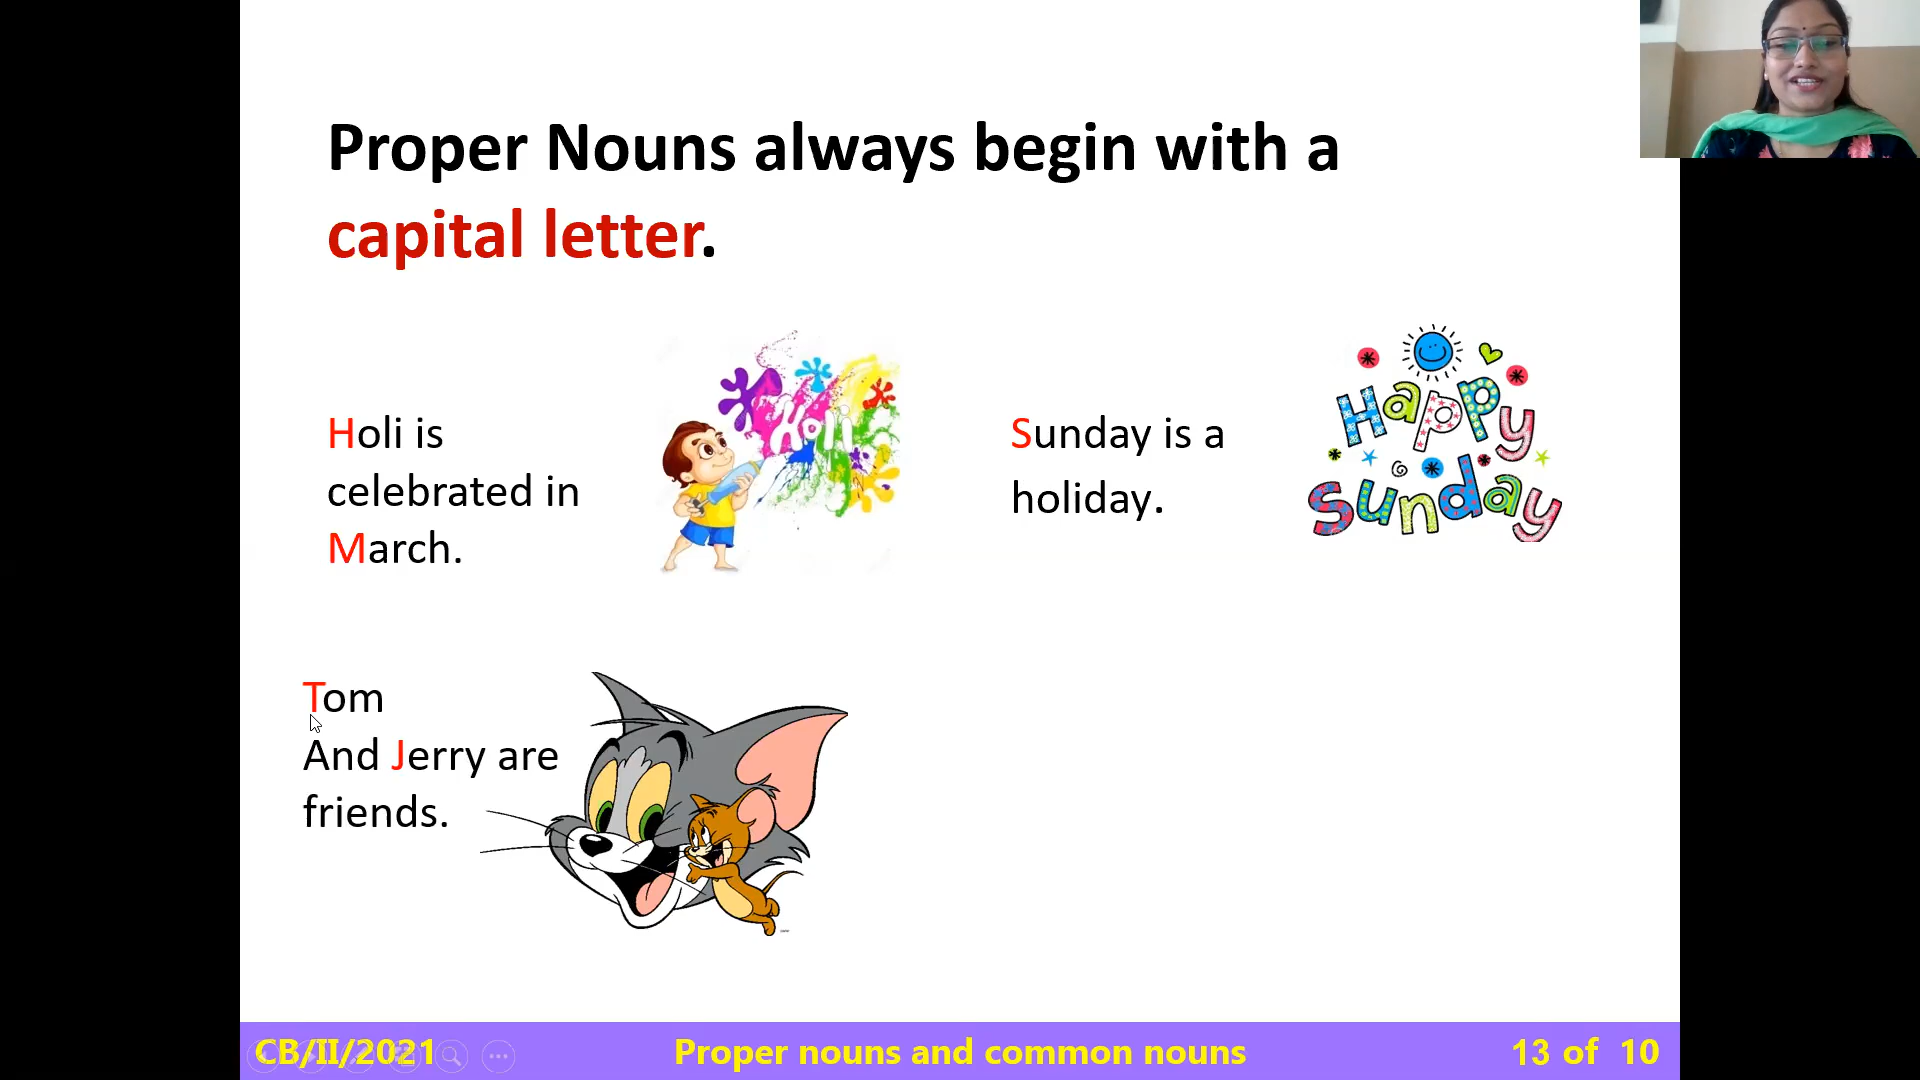 Proper Nouns always begin with a
capital letter.
Holi is
celebrated in
March.
Holi
Sunday is a
holiday.
Happy
Sunday
Tom
And Jerry are
friends.
CB/II/2021
Proper nouns and common nouns
13 of 10